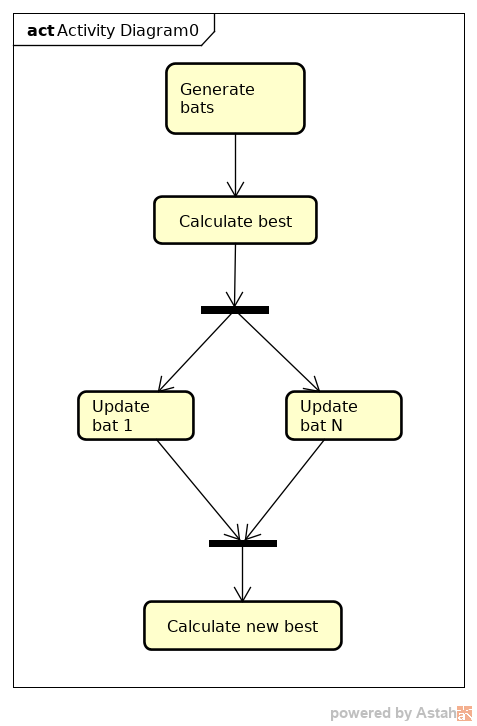 act Activity Diagram0
Generate
bats
Calculate best
Update
bat 1
Update
bat N
Calculate new best
powered by Astah